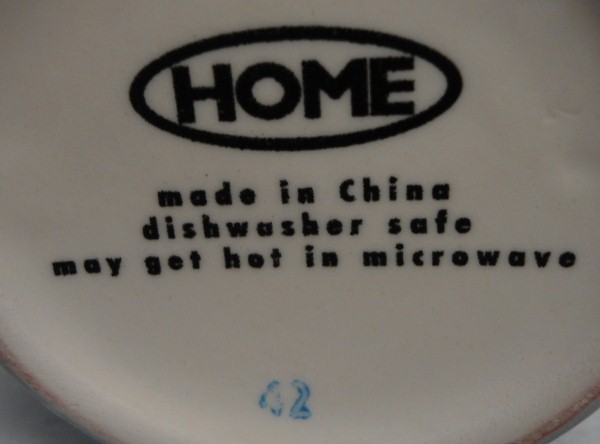 HOME
made in China
dishwasher safe
may get hot in microwave
42